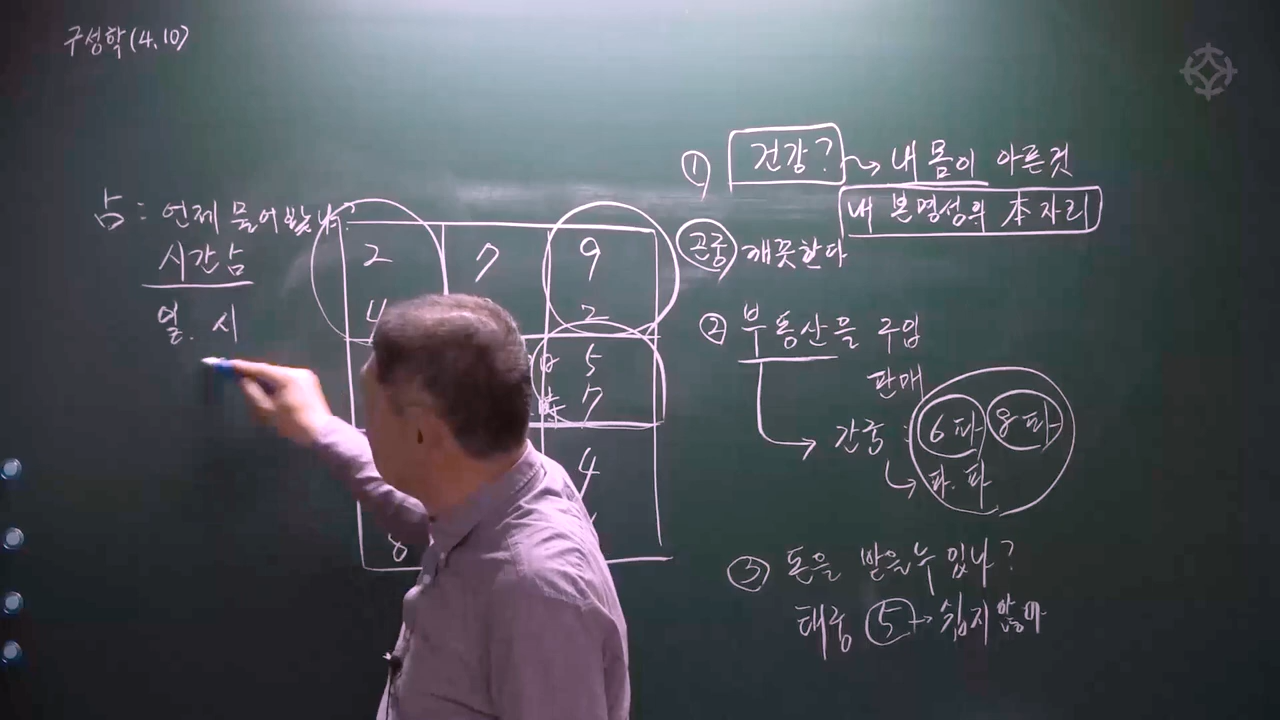 구성학(4.10)
점 : 언제 물어봤나?
시간점
일. 시
2 7 9
4 2
5
7
4
8
① 건강? → 내 몸이 아픈것
내 본명성의 本자리
곤궁 깨끗한다
② 부동산을 구입
판매
간궁 : 6파 8파
파. 파
③ 돈을 받을수 있나?
태궁 ⑤ → 쉽지 않아